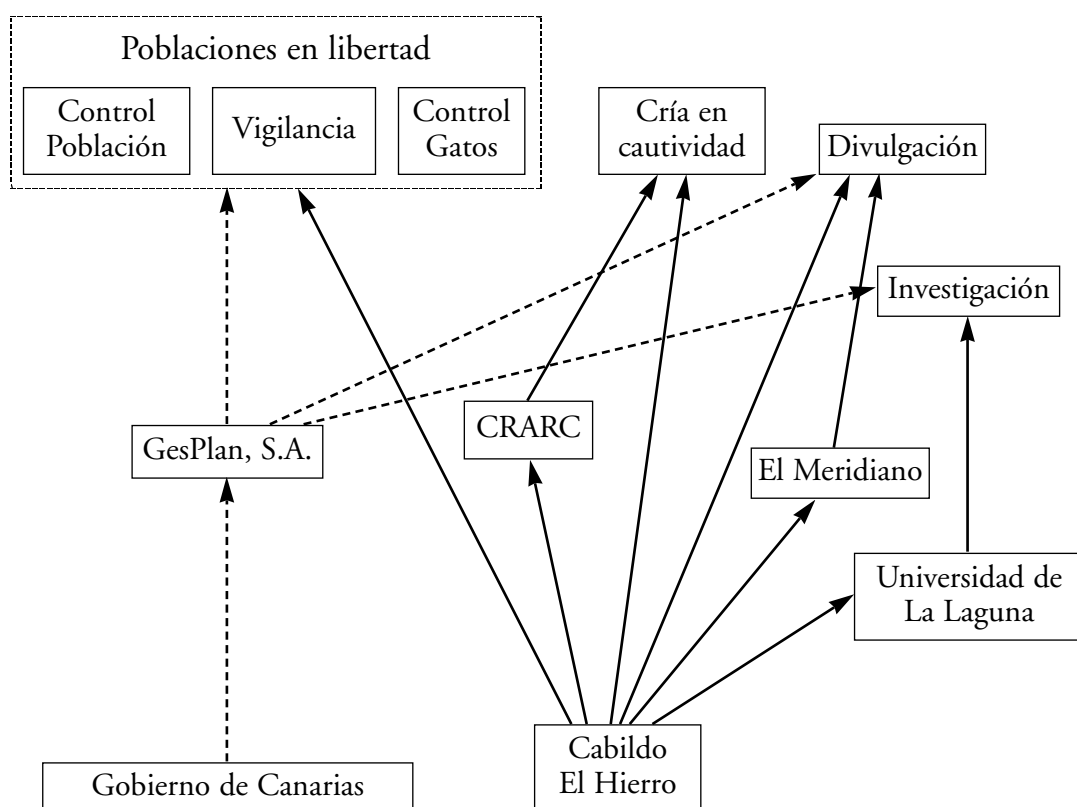 Poblaciones en libertad
Control
Población
Vigilancia
Control
Gatos
Cría en
cautividad
Divulgación
Investigación
CRARC
GesPlan, S.A.
El Meridiano
Universidad de
La Laguna
Cabildo
El Hierro
Gobierno de Canarias